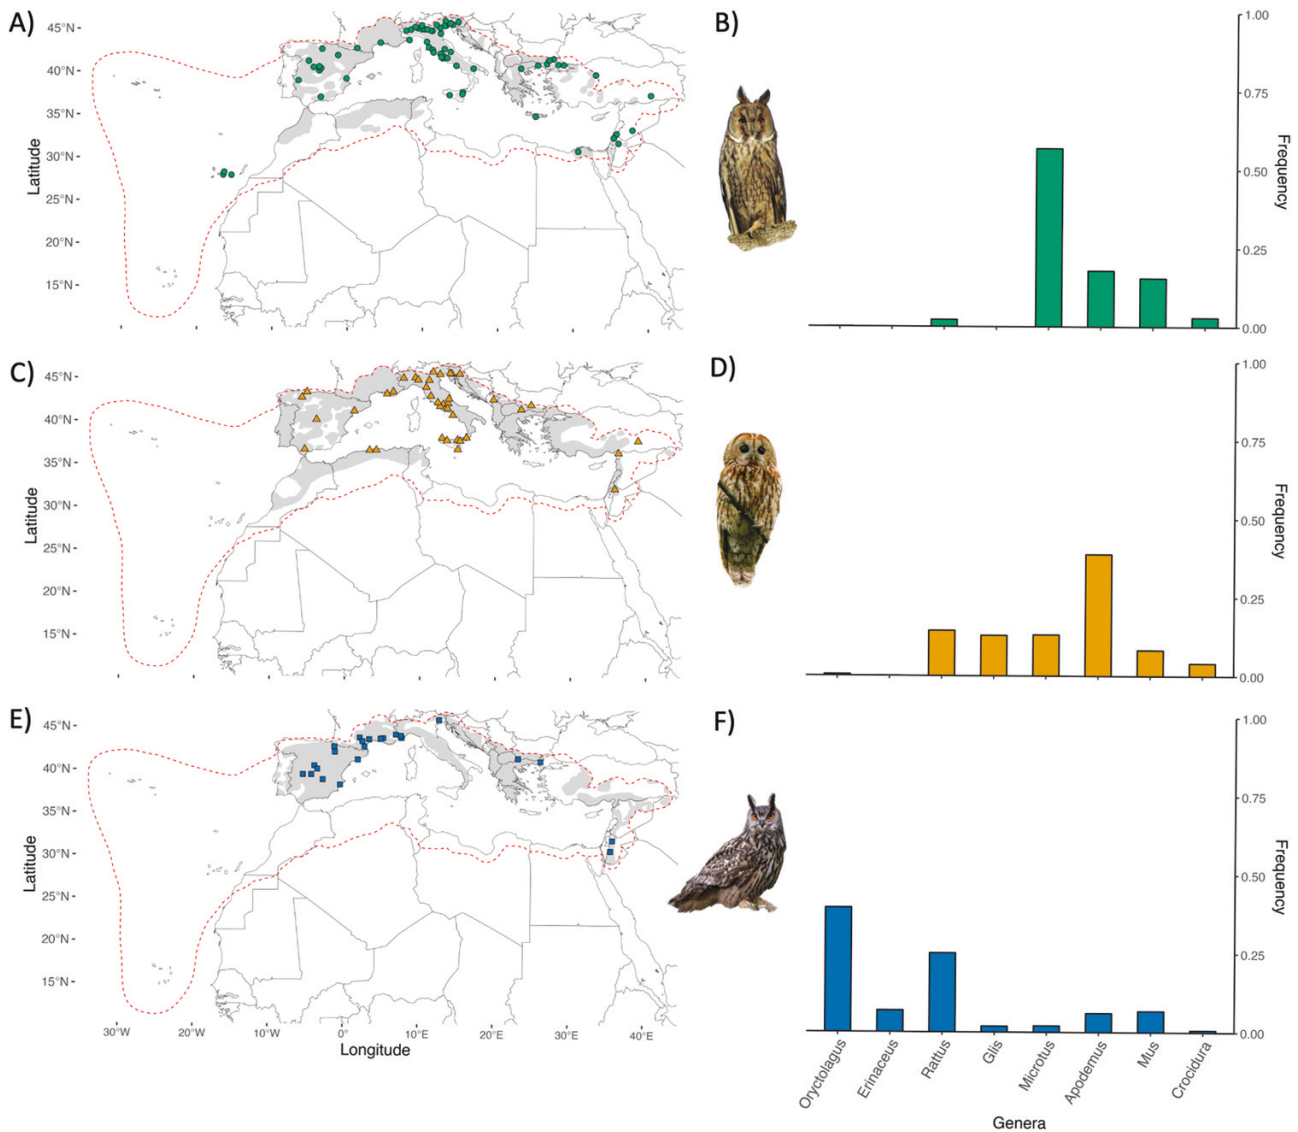 A)
45°N
40°N
35°N
30°N
25°N
20°N
15°N
Latitude
B)
1.00
0.75
0.50
0.25
0.00
Frequency
C)
45°N
40°N
35°N
30°N
25°N
20°N
15°N
Latitude
D)
1.00
0.75
0.50
0.25
0.00
Frequency
E)
45°N
40°N
35°N
30°N
25°N
20°N
15°N
Latitude
30°W 20°W 10°W 0° 10°E 20°E 30°E 40°E
Longitude
F)
1.00
0.75
0.50
0.25
0.00
Frequency
Oryctolagus
Erinaceus
Rattus
Glis
Microtus
Apodemus
Mus
Crocidura
Genera